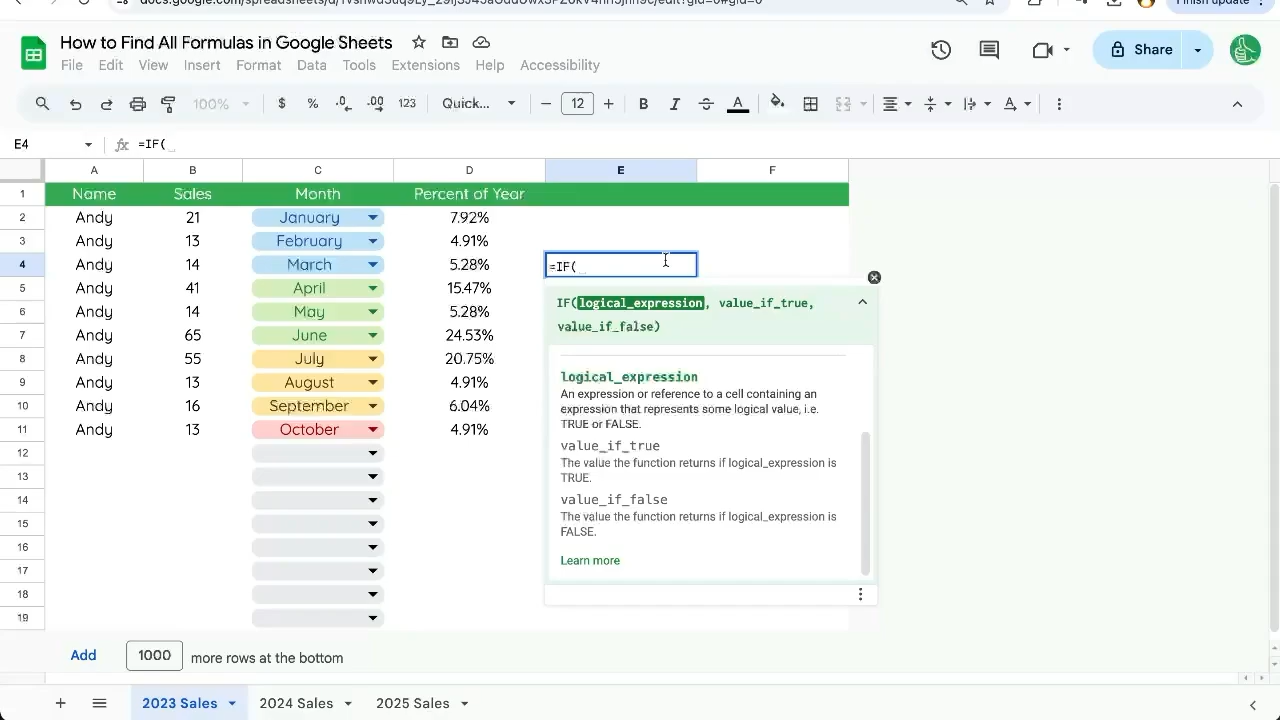 Finish update
How to Find All Formulas in Google Sheets
File Edit View Insert Format Data Tools Extensions Help Accessibility
Share
100% $ % .0 .00 123 Quick... 12 B I A
E4 fx =IF(
A B C D E F
1 Name Sales Month Percent of Year
2 Andy 21 January 7.92%
3 Andy 13 February 4.91%
4 Andy 14 March 5.28%
=IF(
5 Andy 41 April 15.47%
6 Andy 14 May 5.28%
7 Andy 65 June 24.53%
8 Andy 55 July 20.75%
9 Andy 13 August 4.91%
10 Andy 16 September 6.04%
11 Andy 13 October 4.91%
12
13
14
15
16
17
18
19
IF(logical_expression, value_if_true,
value_if_false)
logical_expression
An expression or reference to a cell containing an
expression that represents some logical value, i.e.
TRUE or FALSE.
value_if_true
The value the function returns if logical_expression is
TRUE.
value_if_false
The value the function returns if logical_expression is
FALSE.
Learn more
Add 1000 more rows at the bottom
2023 Sales 2024 Sales 2025 Sales